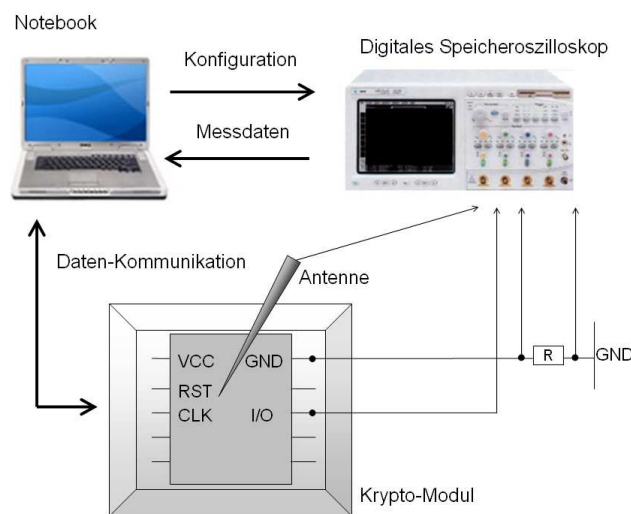 Notebook
Digitales Speicheroszilloskop
Konfiguration
Messdaten
Daten-Kommunikation
Antenne
VCC GND
RST
CLK I/O
R
GND
Krypto-Modul